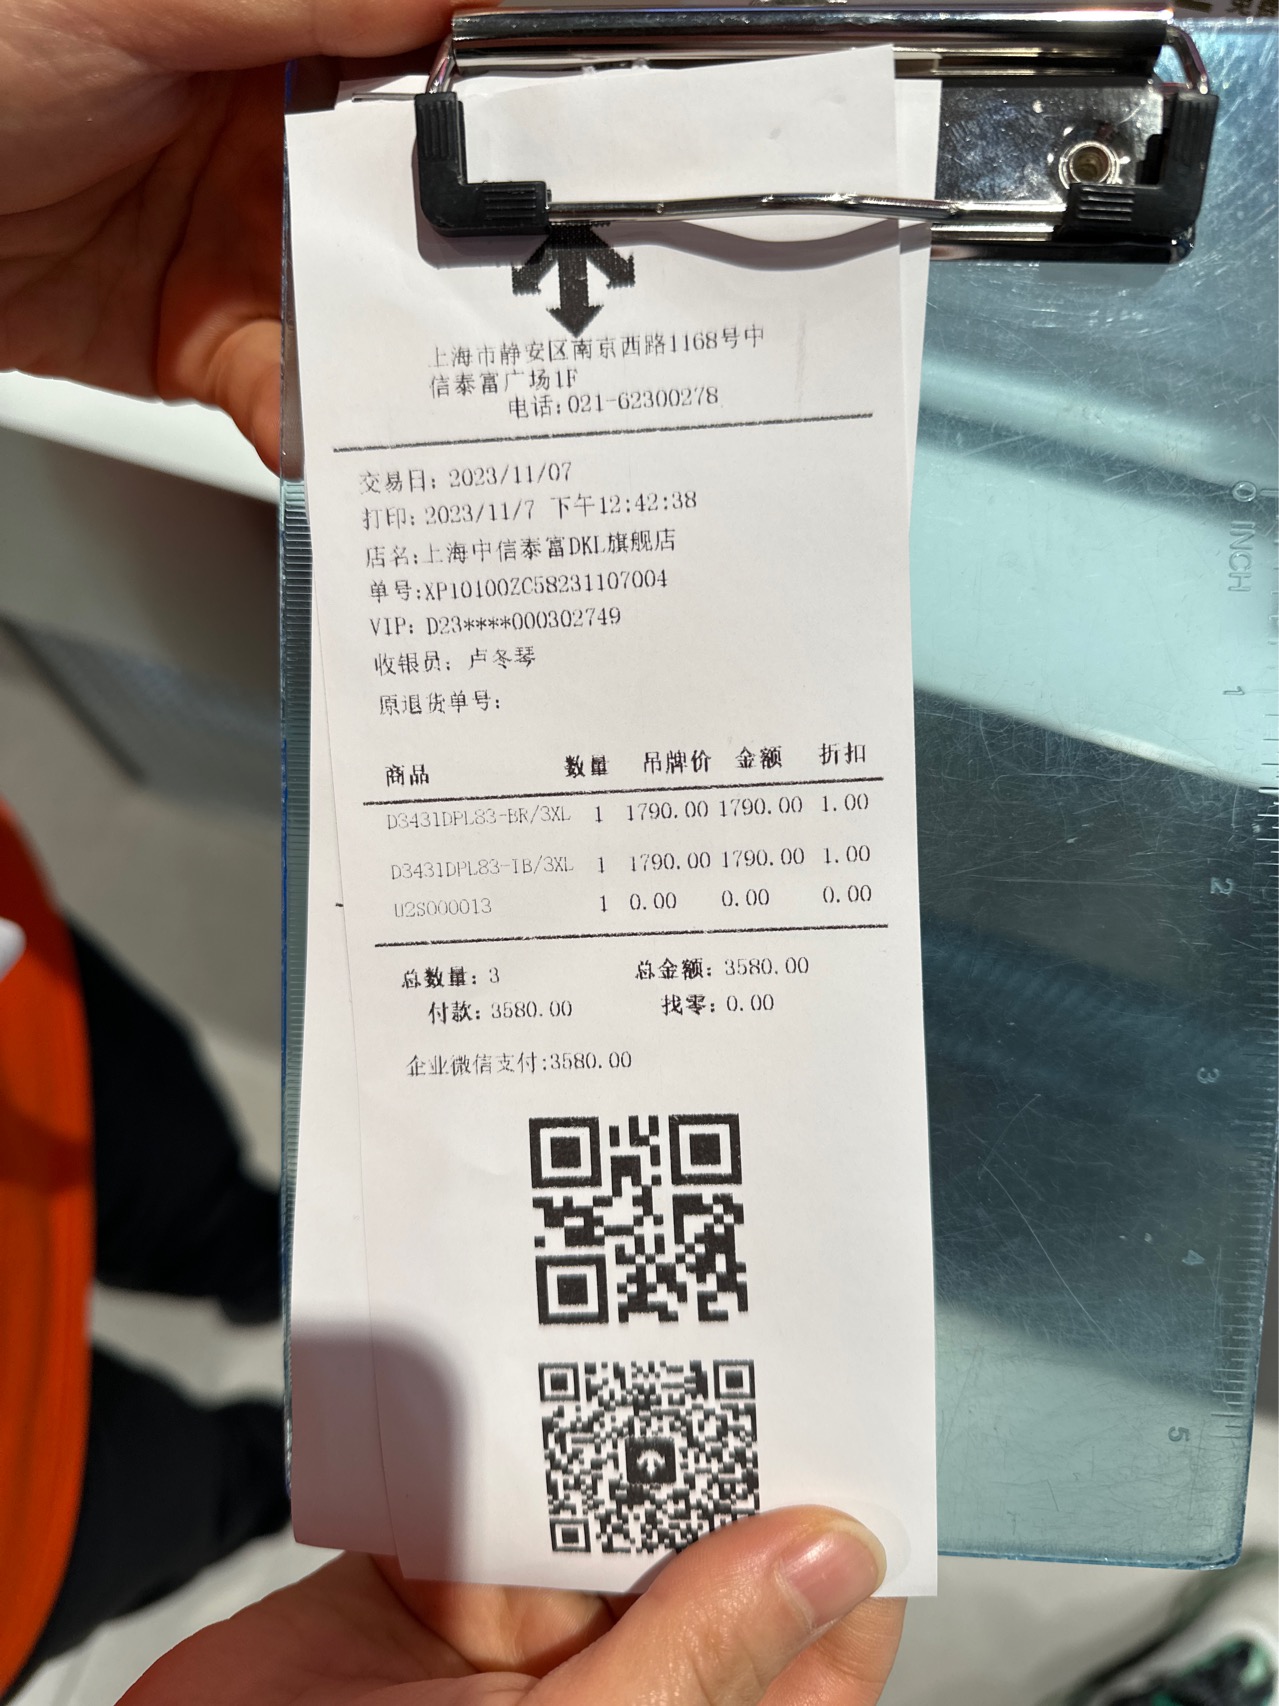 上海市静安区南京西路1168号中
信泰富广场1F
电话:021-62300278
交易日: 2023/11/07
打印: 2023/11/7 下午12:42:38
店名:上海中信泰富DKL旗舰店
单号:XP10100ZC58231107004
VIP: D23****000302749
收银员: 卢冬琴
原退货单号:
商品 数量 吊牌价 金额 折扣
D3431DPL83-BR/3XL 1 1790.00 1790.00 1.00
D3431DPL83-IB/3XL 1 1790.00 1790.00 1.00
U2S000013 1 0.00 0.00 0.00
总数量: 3 总金额: 3580.00
付款: 3580.00 找零: 0.00
企业微信支付:3580.00
0 INCH
1
2
3
4
5